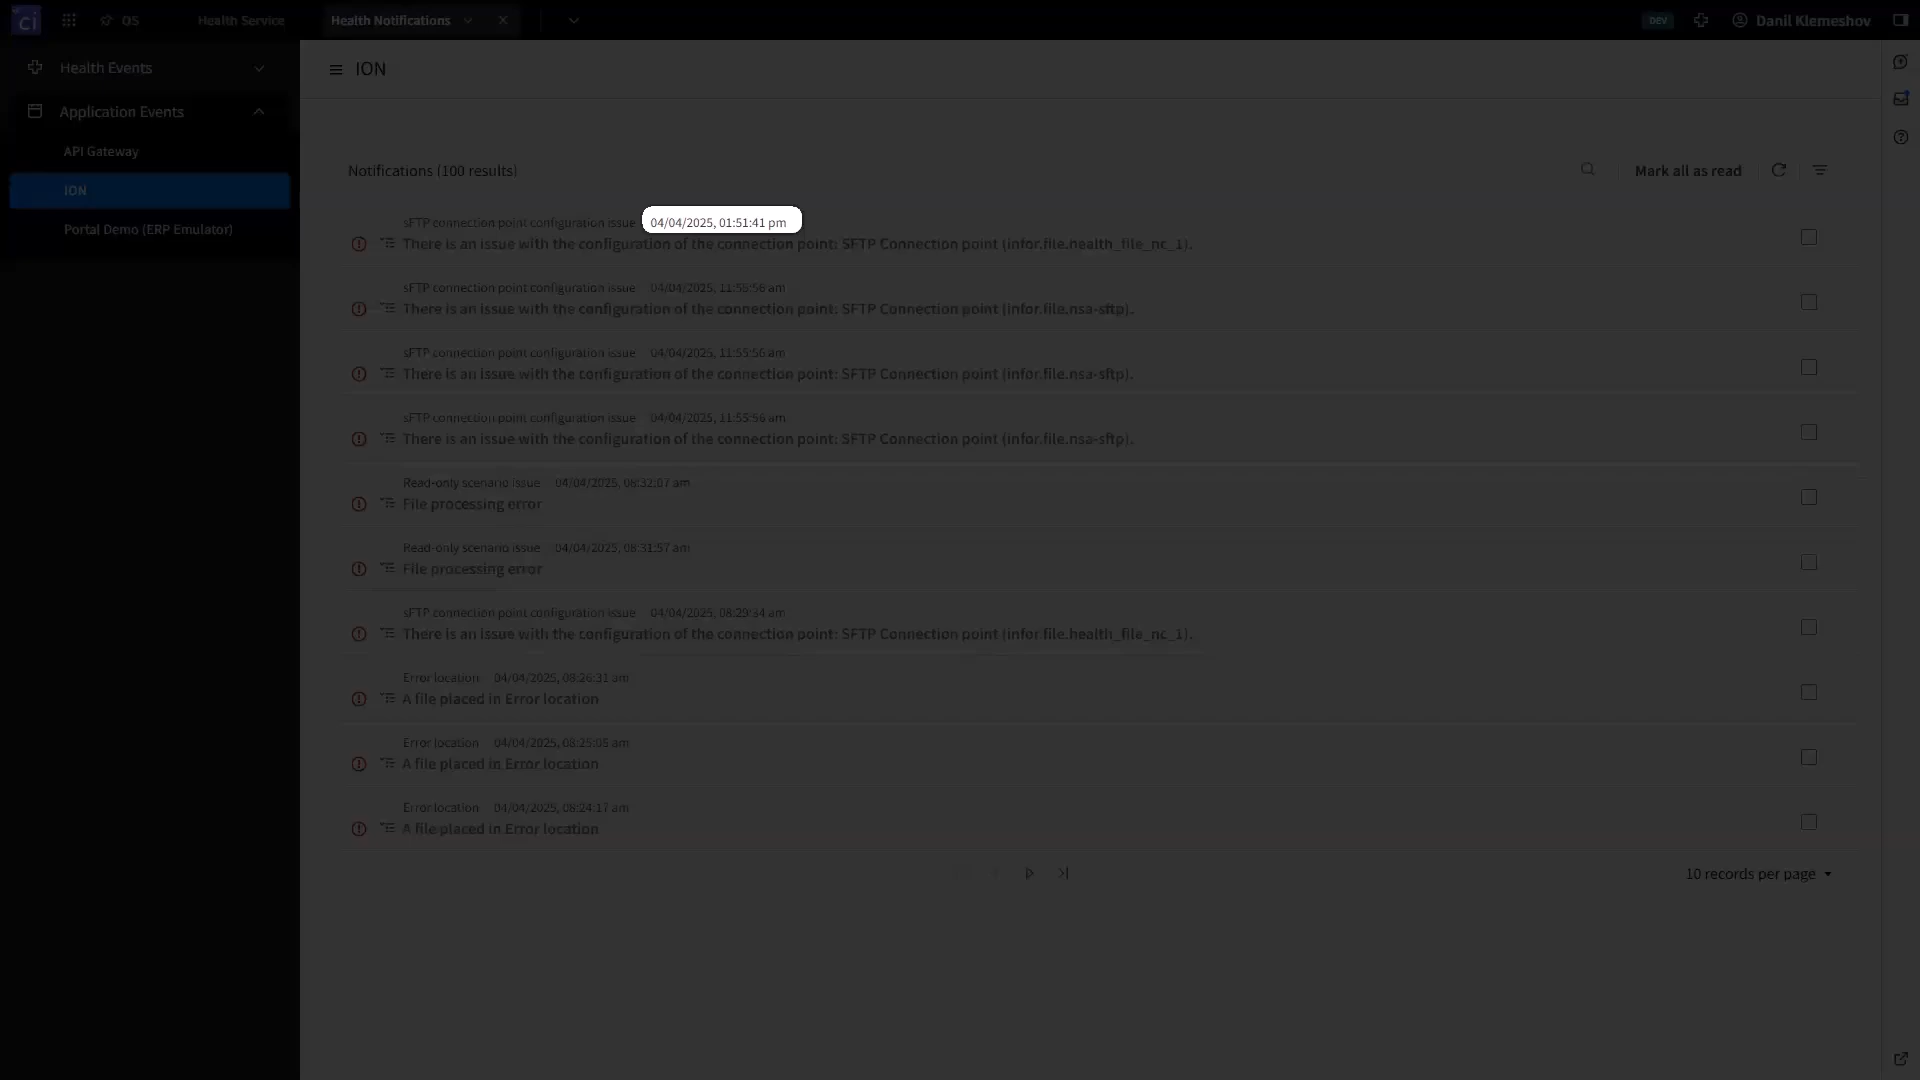 ci OS Health Service Health Notifications DEV Danil Klemeshov
Health Events
Application Events
API Gateway
ION
Portal Demo (ERP Emulator)
ION
Notifications (100 results) Mark all as read
sFTP connection point configuration issue 04/04/2025, 01:51:41 pm
There is an issue with the configuration of the connection point: SFTP Connection point (infor.file.health_file_nc_1).
sFTP connection point configuration issue 04/04/2025, 11:55:56 am
There is an issue with the configuration of the connection point: SFTP Connection point (infor.file.nsa-sftp).
sFTP connection point configuration issue 04/04/2025, 11:55:56 am
There is an issue with the configuration of the connection point: SFTP Connection point (infor.file.nsa-sftp).
sFTP connection point configuration issue 04/04/2025, 11:55:56 am
There is an issue with the configuration of the connection point: SFTP Connection point (infor.file.nsa-sftp).
Read-only scenario issue 04/04/2025, 08:32:07 am
File processing error
Read-only scenario issue 04/04/2025, 08:31:57 am
File processing error
sFTP connection point configuration issue 04/04/2025, 08:29:34 am
There is an issue with the configuration of the connection point: SFTP Connection point (infor.file.health_file_nc_1).
Error location 04/04/2025, 08:26:31 am
A file placed in Error location
Error location 04/04/2025, 08:25:05 am
A file placed in Error location
Error location 04/04/2025, 08:24:17 am
A file placed in Error location
10 records per page